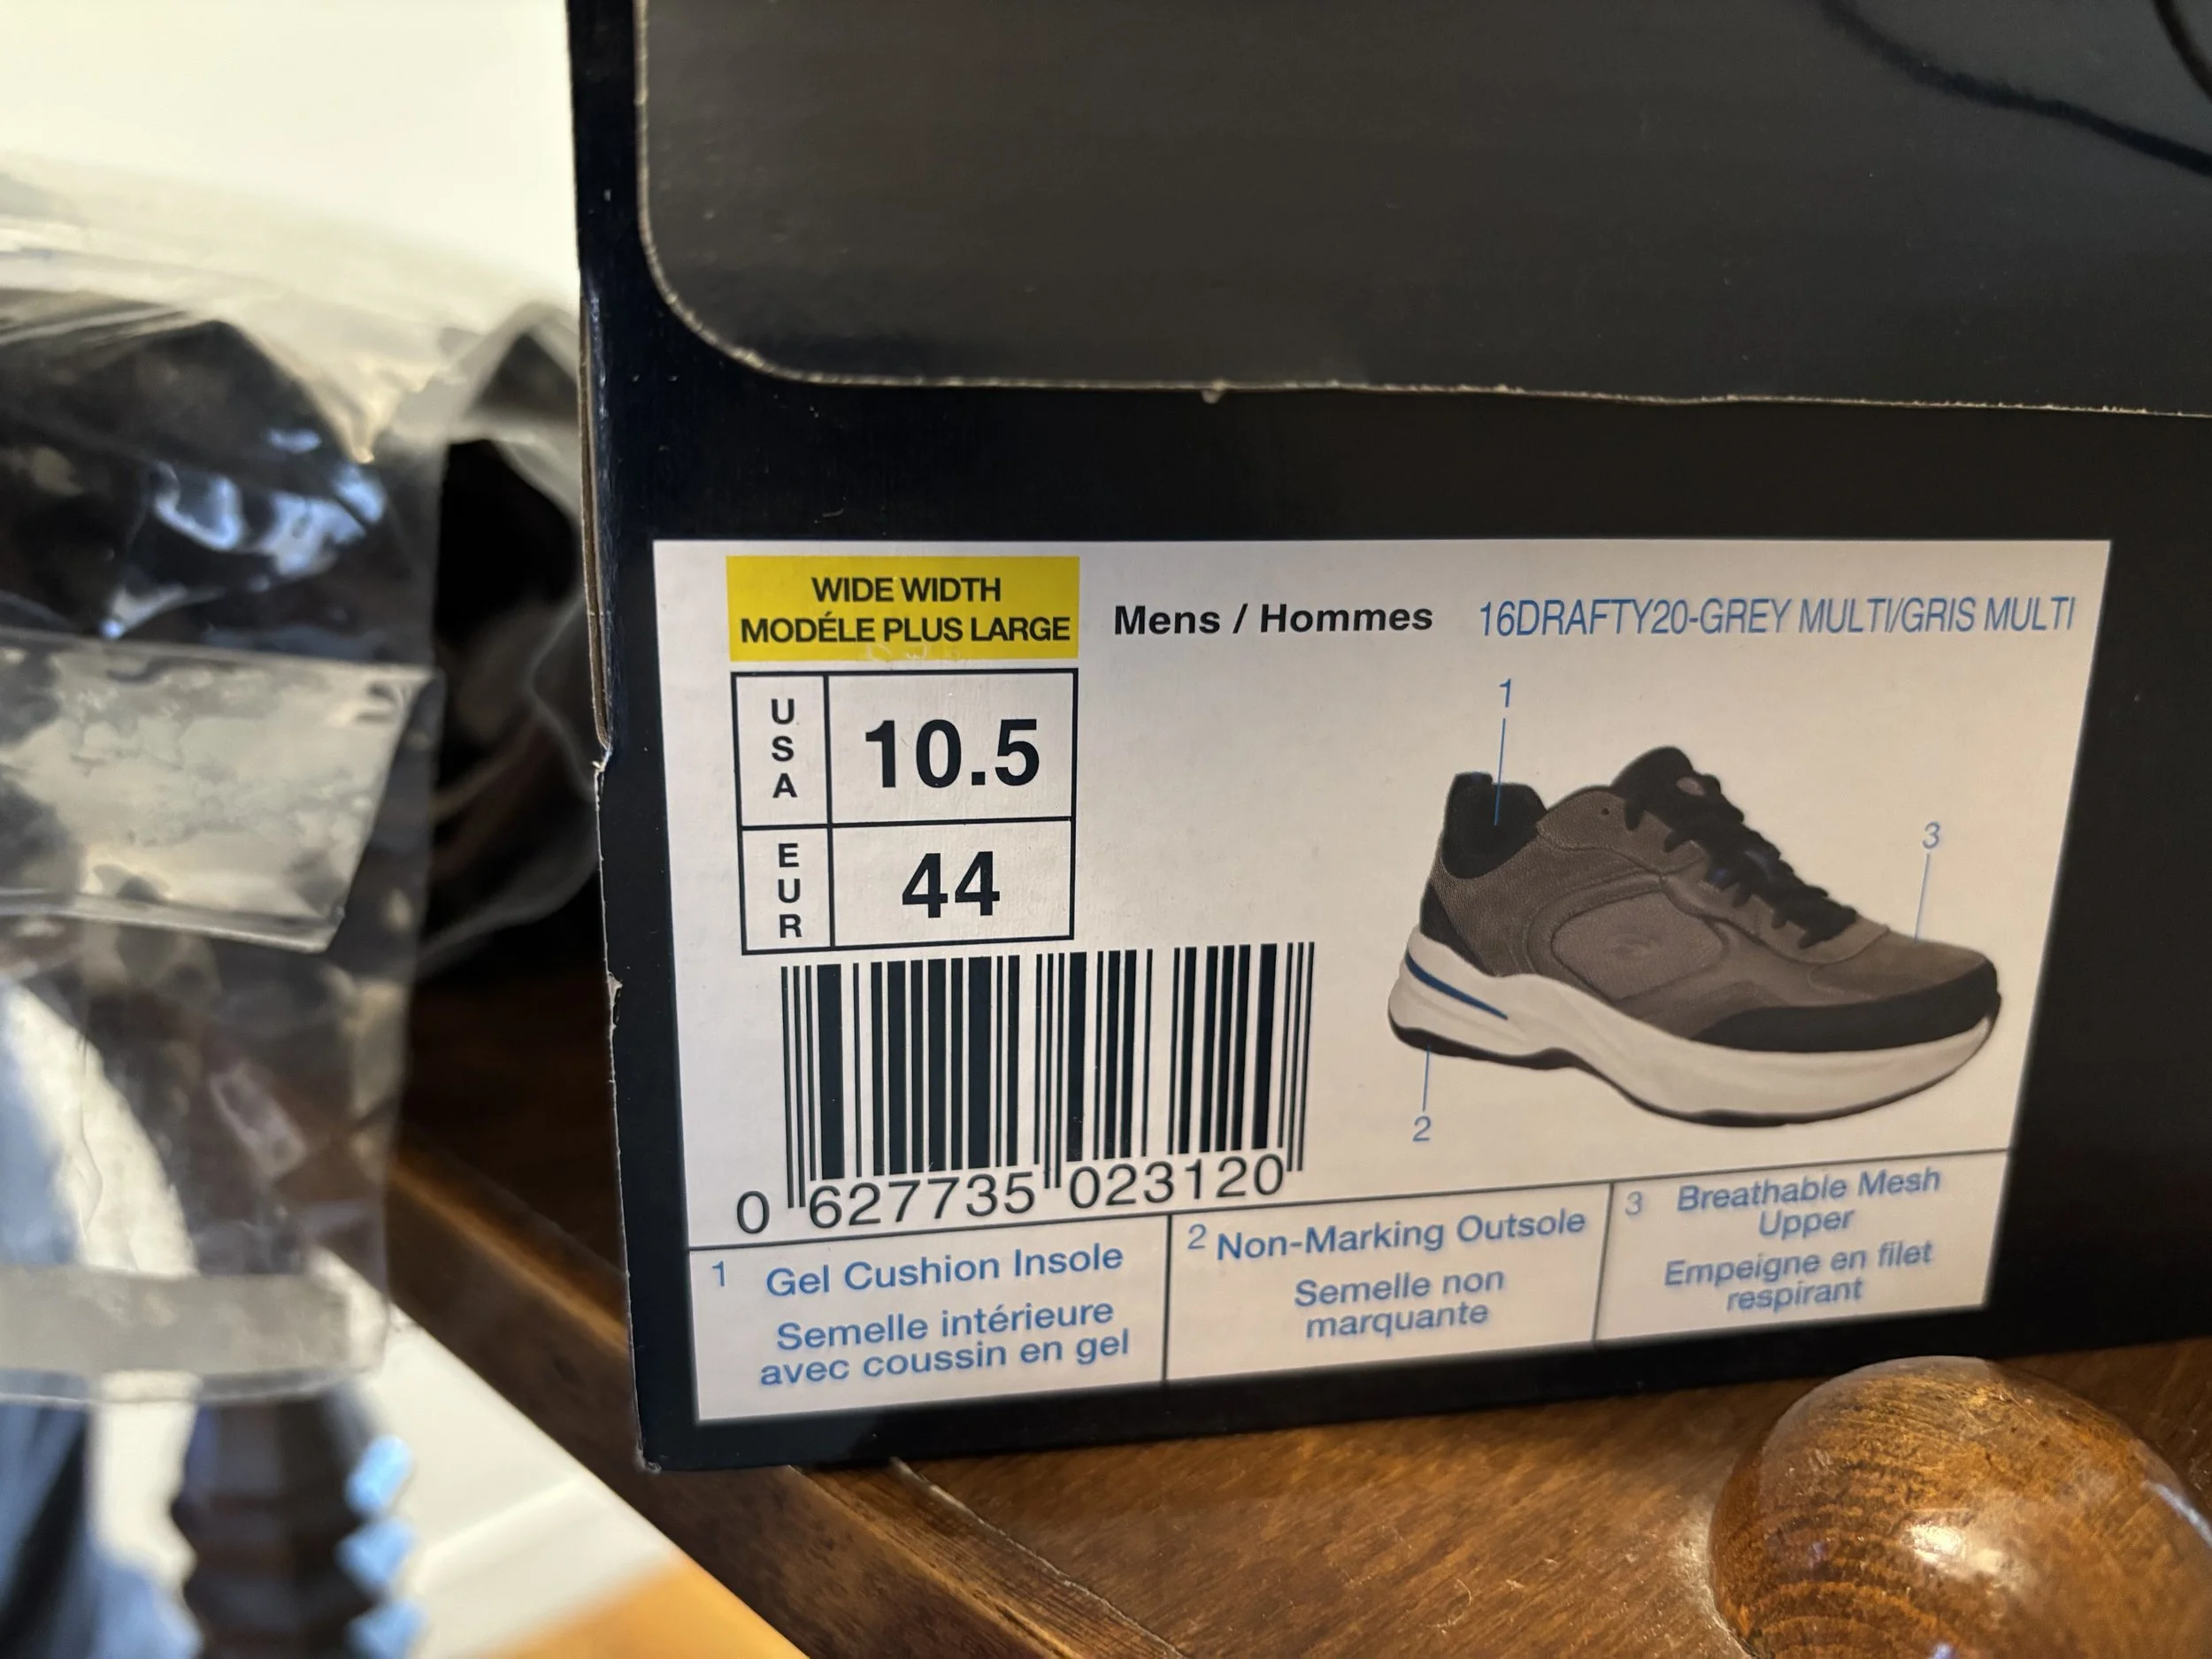 WIDE WIDTH
MODÉLE PLUS LARGE
Mens / Hommes
16DRAFTY20-GREY MULTI/GRIS MULTI
USA
10.5
EUR
44
1
3
2
0 627735 023120
1 Gel Cushion Insole
Semelle intérieure
avec coussin en gel
2 Non-Marking Outsole
Semelle non
marquante
3 Breathable Mesh
Upper
Empeigne en filet
respirant